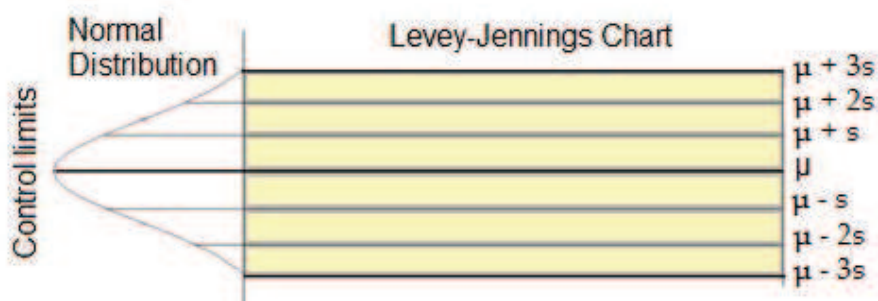 Normal
Distribution
Levey-Jennings Chart
Control limits
μ + 3s
μ + 2s
μ + s
μ
μ - s
μ - 2s
μ - 3s